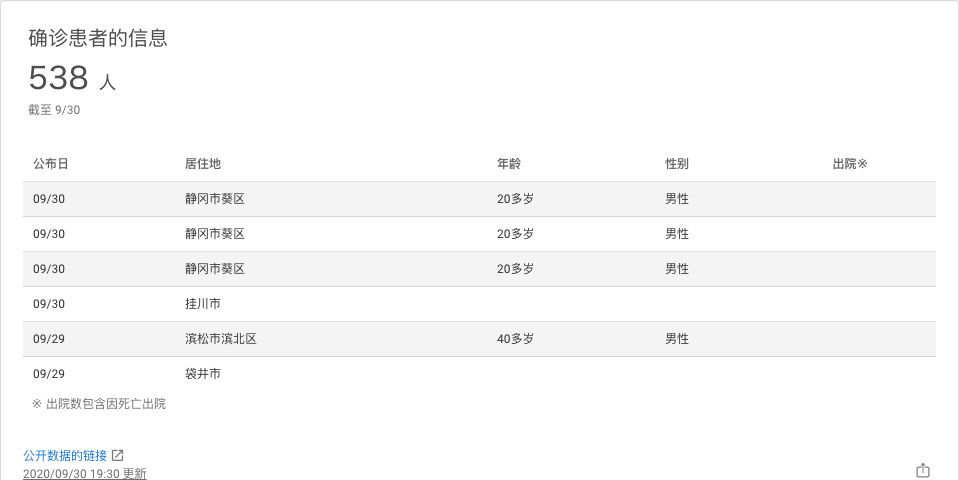 确诊患者的信息
538 人
截至 9/30
公布日 居住地 年龄 性别 出院※
09/30 静冈市葵区 20多岁 男性
09/30 静冈市葵区 20多岁 男性
09/30 静冈市葵区 20多岁 男性
09/30 挂川市
09/29 滨松市滨北区 40多岁 男性
09/29 袋井市
※ 出院数包含因死亡出院
公开数据的链接
2020/09/30 19:30 更新